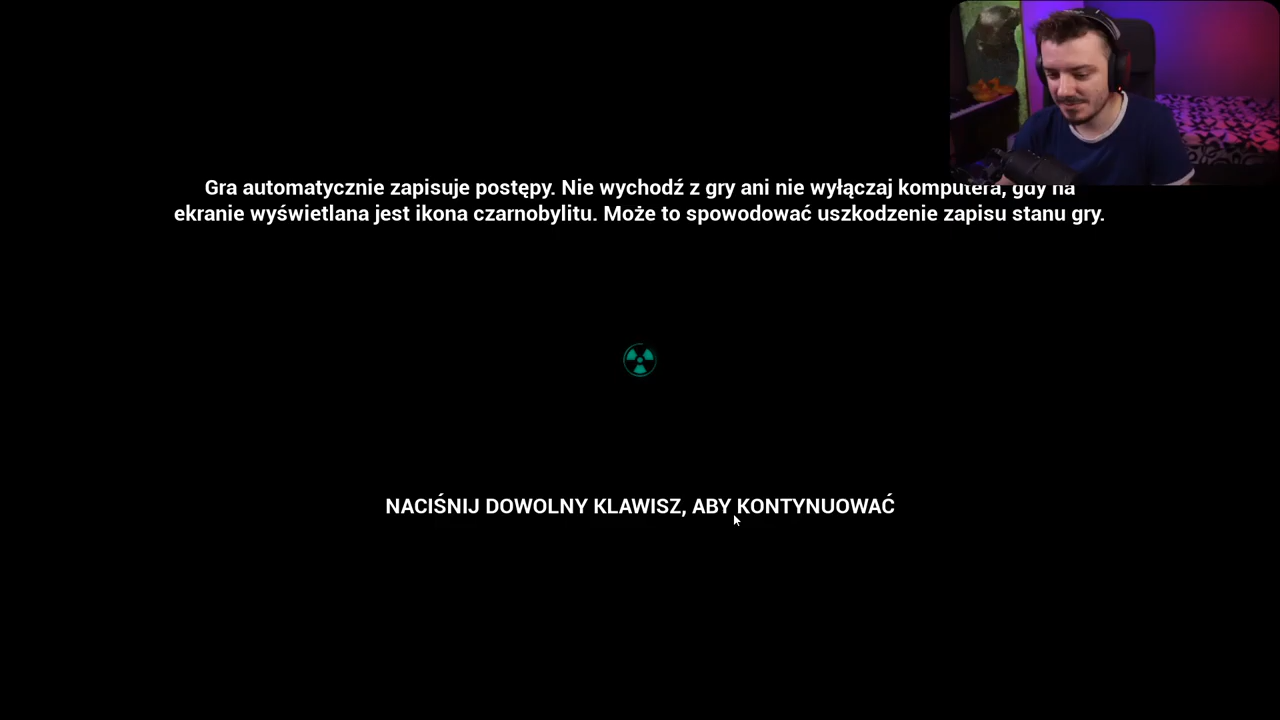 Gra automatycznie zapisuje postępy. Nie wychodź z gry ani nie wyłączaj komputera, gdy na
ekranie wyświetlana jest ikona czarnobylitu. Może to spowodować uszkodzenie zapisu stanu gry.
NACIŚNIJ DOWOLNY KLAWISZ, ABY KONTYNUOWAĆ